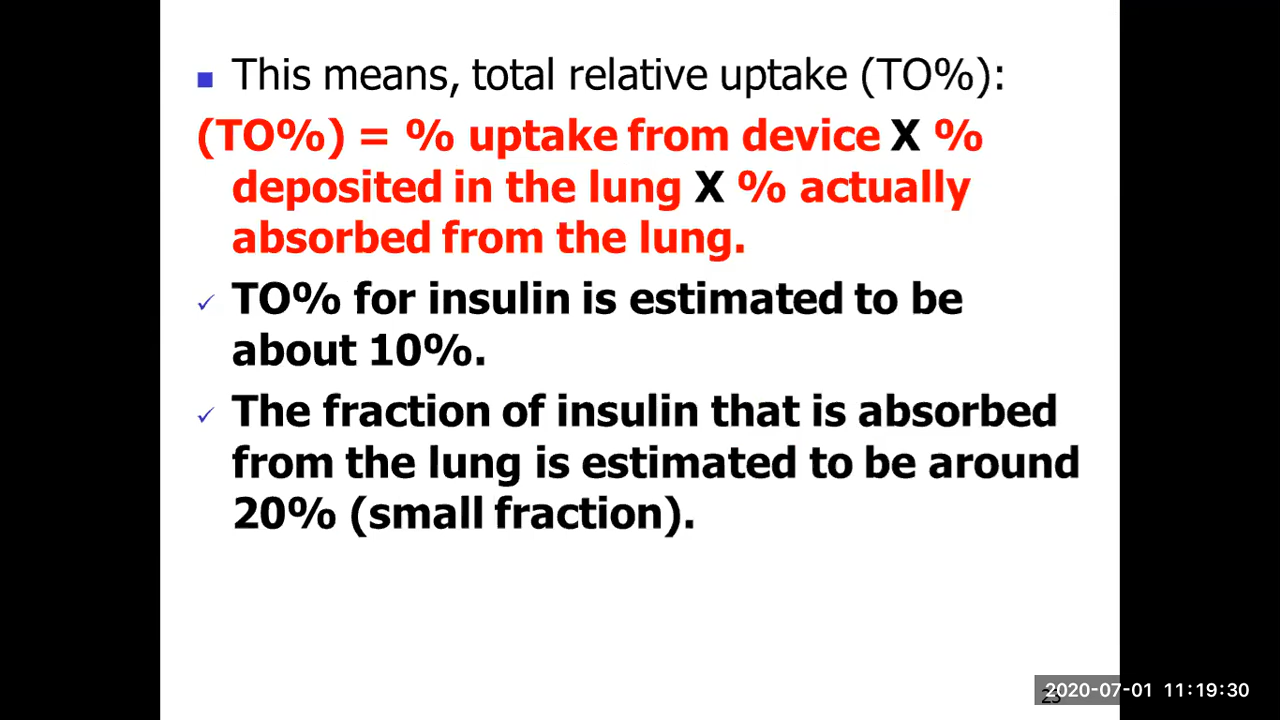 This means, total relative uptake (TO%):
(TO%) = % uptake from device X %
deposited in the lung X % actually
absorbed from the lung.
TO% for insulin is estimated to be
about 10%.
The fraction of insulin that is absorbed
from the lung is estimated to be around
20% (small fraction).
2020-07-01 11:19:30